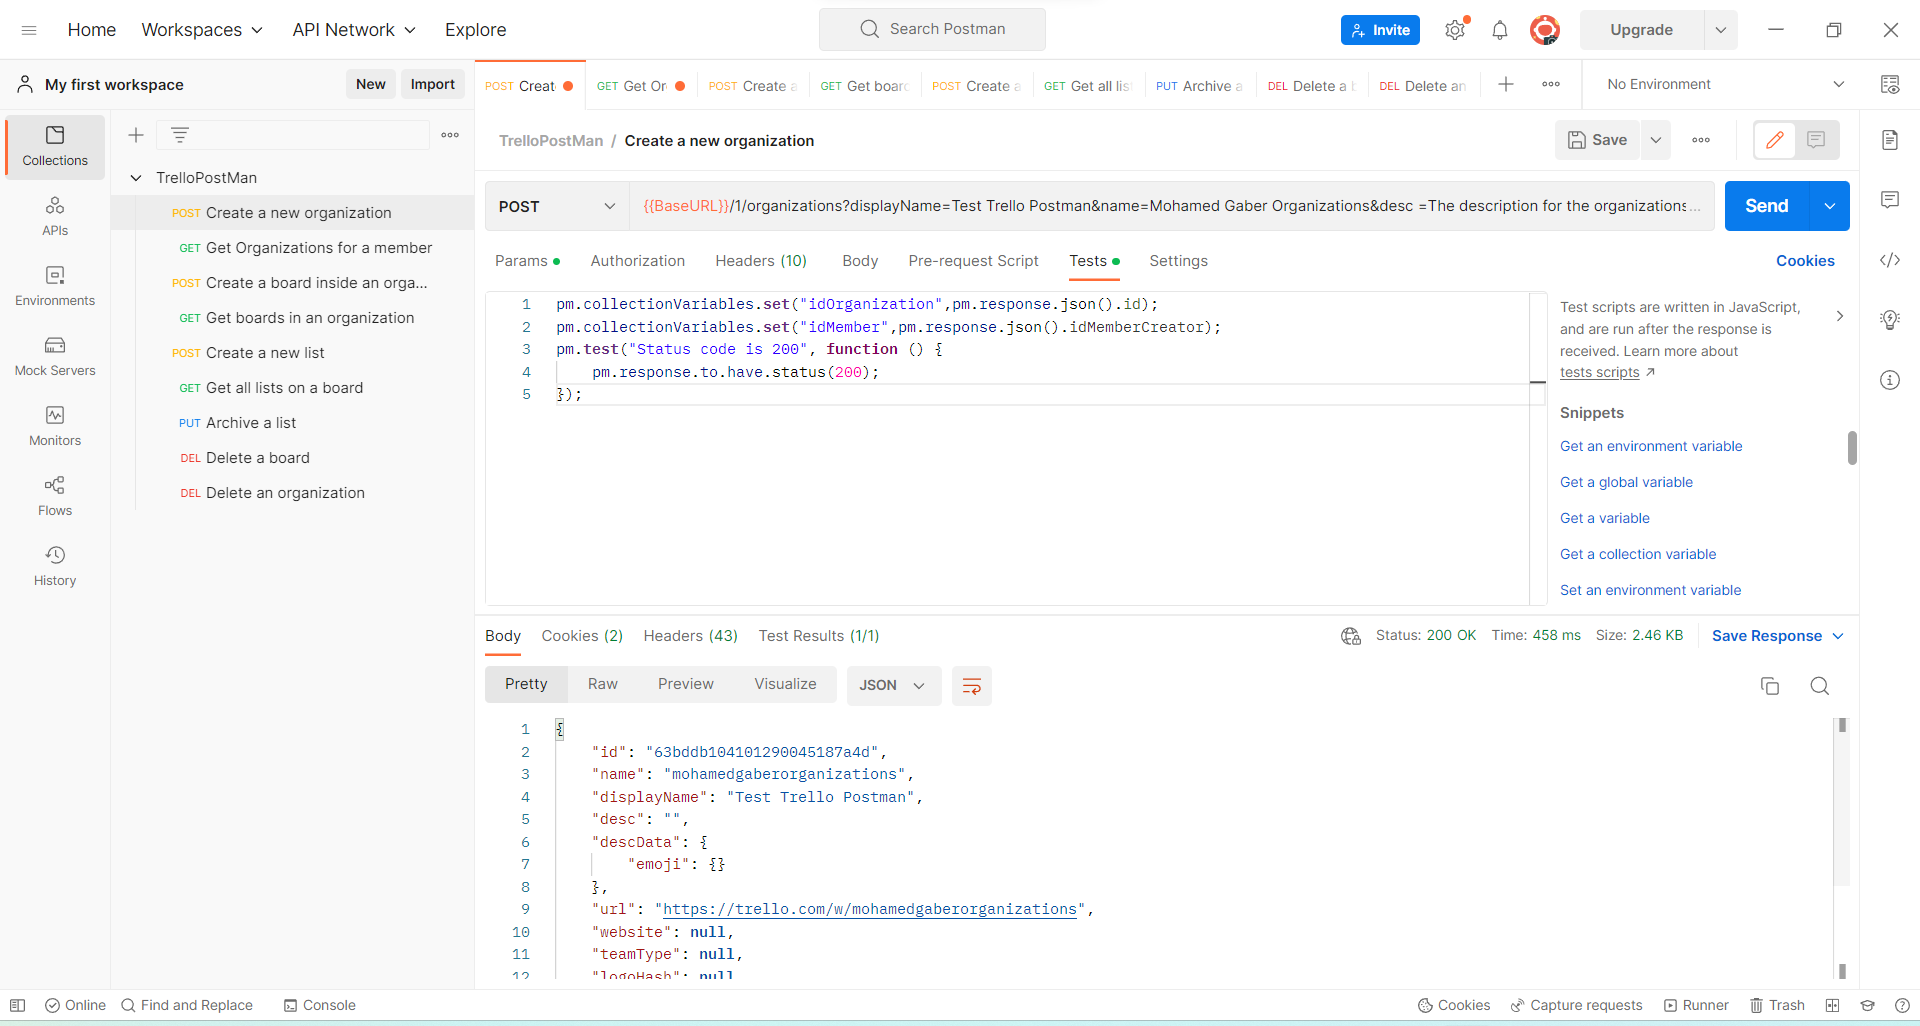 Home Workspaces API Network Explore Search Postman Invite Upgrade
My first workspace New Import
POST Creat GET Get Or POST Create a GET Get board POST Create a GET Get all lis PUT Archive a DEL Delete a b DEL Delete an No Environment
Collections
APIs
Environments
Mock Servers
Monitors
Flows
History
TrelloPostMan
POST Create a new organization
GET Get Organizations for a member
POST Create a board inside an orga...
GET Get boards in an organization
POST Create a new list
GET Get all lists on a board
PUT Archive a list
DEL Delete a board
DEL Delete an organization
TrelloPostMan / Create a new organization Save
POST {{BaseURL}}/1/organizations?displayName=Test Trello Postman&name=Mohamed Gaber Organizations&desc =The description for the organizations ... Send
Params Authorization Headers (10) Body Pre-request Script Tests Settings Cookies
1 pm.collectionVariables.set("idOrganization",pm.response.json().id);
2 pm.collectionVariables.set("idMember",pm.response.json().idMemberCreator);
3 pm.test("Status code is 200", function () {
4 pm.response.to.have.status(200);
5 });
Test scripts are written in JavaScript,
and are run after the response is
received. Learn more about
tests scripts ↗
Snippets
Get an environment variable
Get a global variable
Get a variable
Get a collection variable
Set an environment variable
Body Cookies (2) Headers (43) Test Results (1/1) Status: 200 OK Time: 458 ms Size: 2.46 KB Save Response
Pretty Raw Preview Visualize JSON
1 {
2 "id": "63bddb104101290045187a4d",
3 "name": "mohamedgaberorganizations",
4 "displayName": "Test Trello Postman",
5 "desc": "",
6 "descData": {
7 "emoji": {}
8 },
9 "url": "https://trello.com/w/mohamedgaberorganizations",
10 "website": null,
11 "teamType": null,
12 "logoHash": null
Online Find and Replace Console Cookies Capture requests Runner Trash